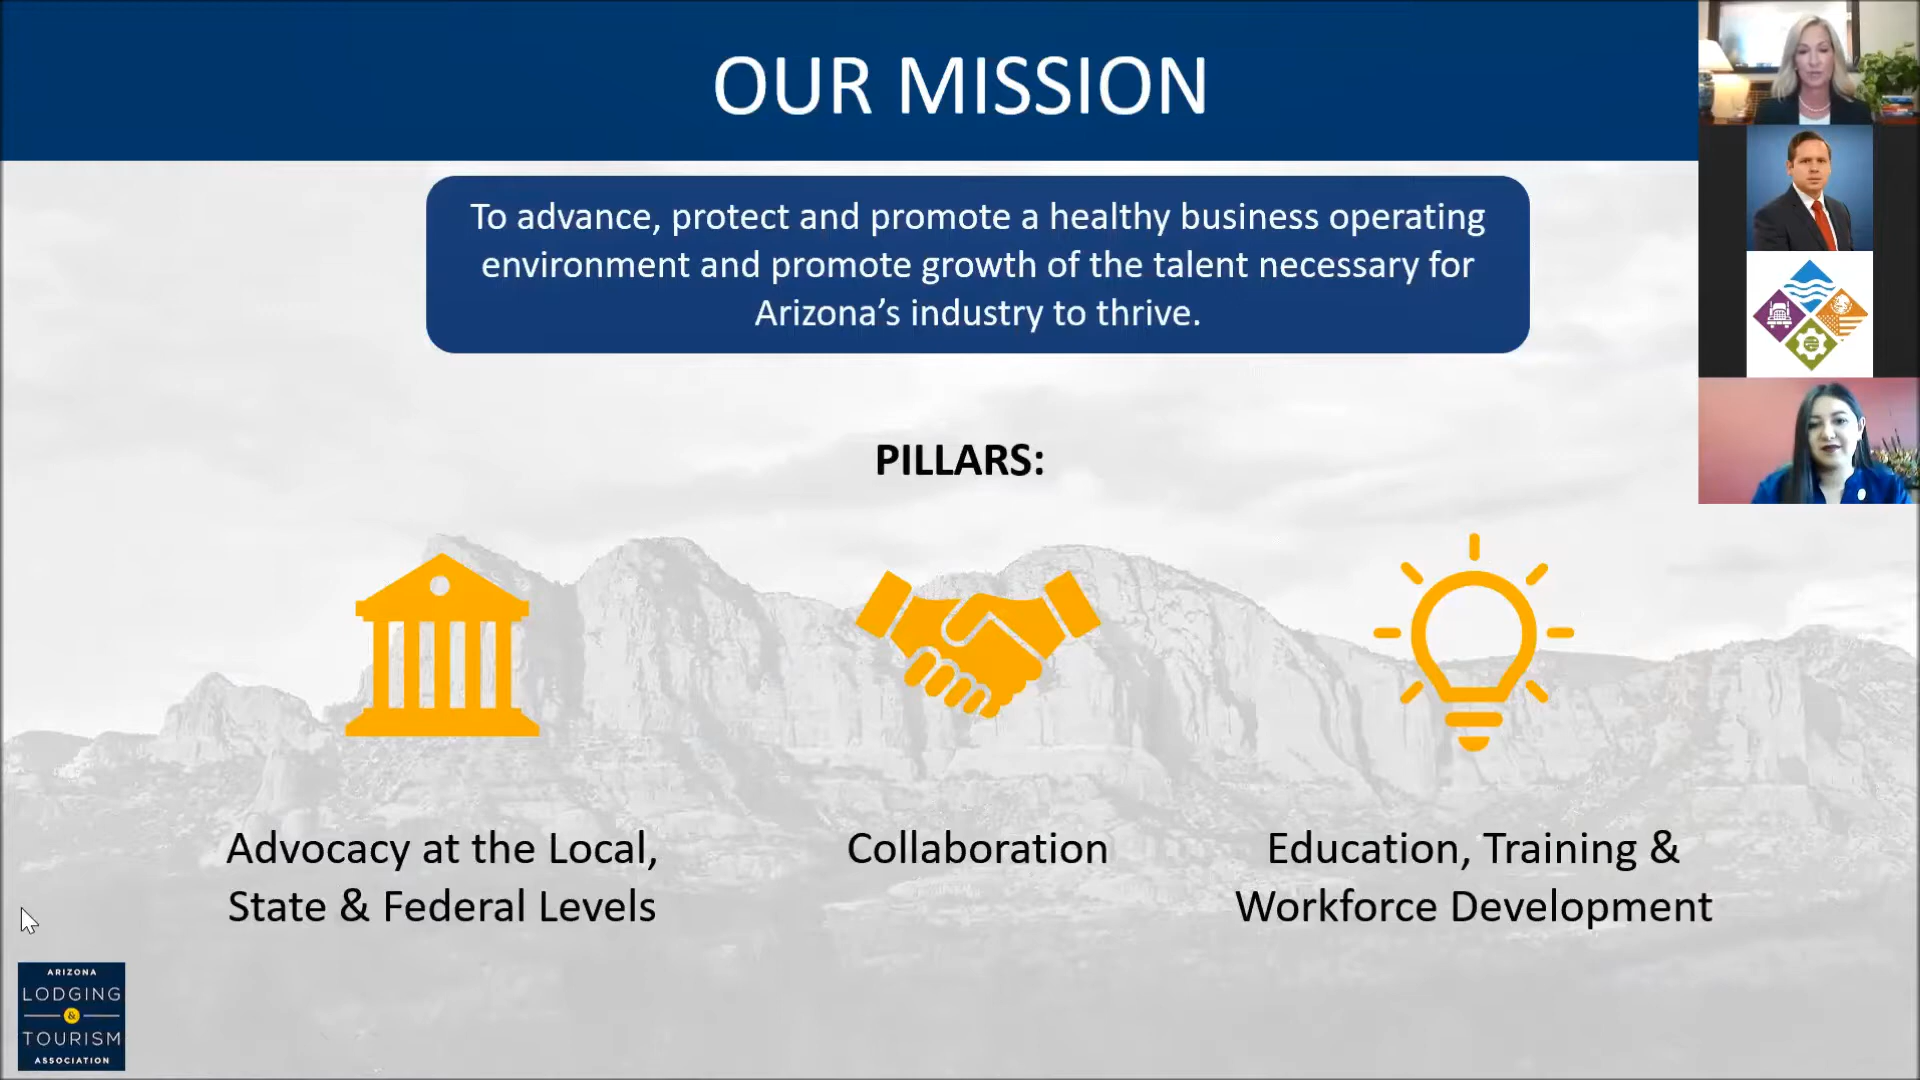 OUR MISSION
To advance, protect and promote a healthy business operating
environment and promote growth of the talent necessary for
Arizona’s industry to thrive.
PILLARS:
Advocacy at the Local,
State & Federal Levels
Collaboration
Education, Training &
Workforce Development
ARIZONA
LODGING
&
TOURISM
ASSOCIATION